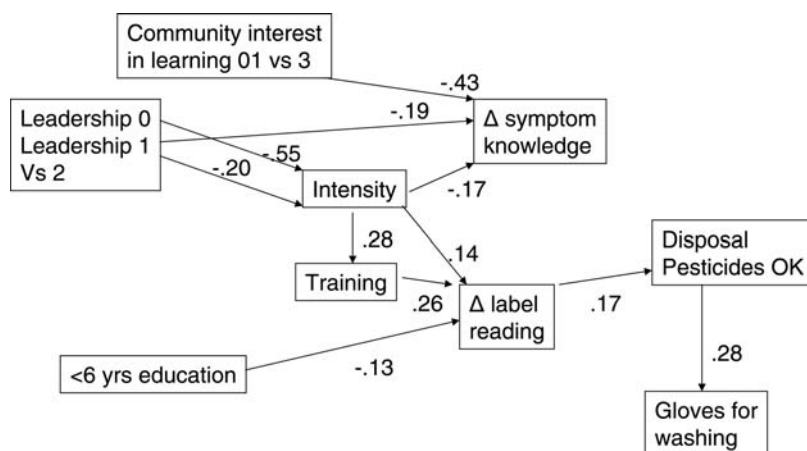 Community interest
in learning 01 vs 3
-.43
Leadership 0
Leadership 1
Vs 2
-.19
Δ symptom
knowledge
-.55
-.20
Intensity
-.17
.28
.14
Disposal
Pesticides OK
Training
.26
Δ label
reading
.17
<6 yrs education
-.13
.28
Gloves for
washing